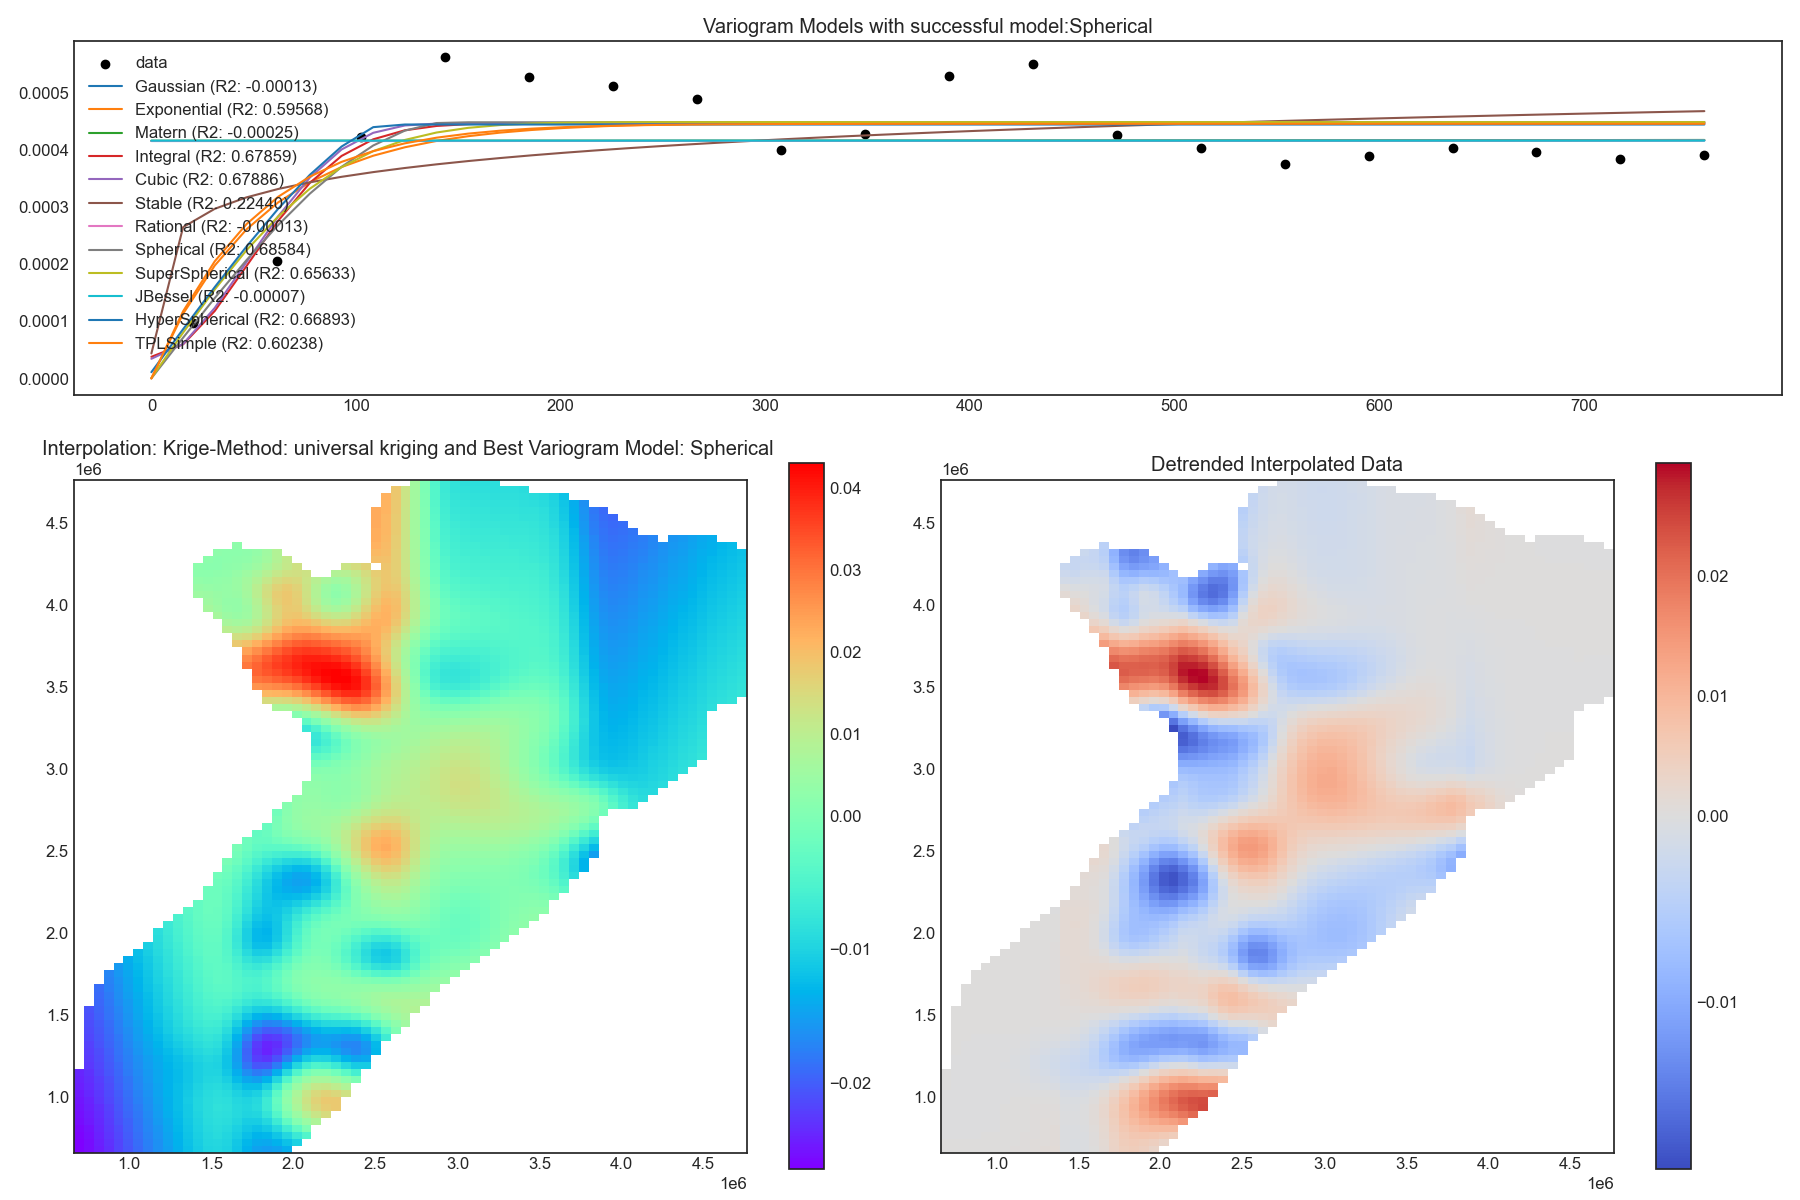 Variogram Models with successful model:Spherical
data
Gaussian (R2: -0.00013)
Exponential (R2: 0.59568)
Matern (R2: -0.00025)
Integral (R2: 0.67859)
Cubic (R2: 0.67886)
Stable (R2: 0.22440)
Rational (R2: -0.00013)
Spherical (R2: 0.68584)
SuperSpherical (R2: 0.65633)
JBessel (R2: -0.00007)
HyperSpherical (R2: 0.66893)
TPLSimple (R2: 0.60238)
0.0005
0.0004
0.0003
0.0002
0.0001
0.0000
0 100 200 300 400 500 600 700
Interpolation: Krige-Method: universal kriging and Best Variogram Model: Spherical
1e6
4.5
4.0
3.5
3.0
2.5
2.0
1.5
1.0
1.0 1.5 2.0 2.5 3.0 3.5 4.0 4.5
1e6
0.04
0.03
0.02
0.01
0.00
−0.01
−0.02
Detrended Interpolated Data
1e6
4.5
4.0
3.5
3.0
2.5
2.0
1.5
1.0
1.0 1.5 2.0 2.5 3.0 3.5 4.0 4.5
1e6
0.02
0.01
0.00
−0.01